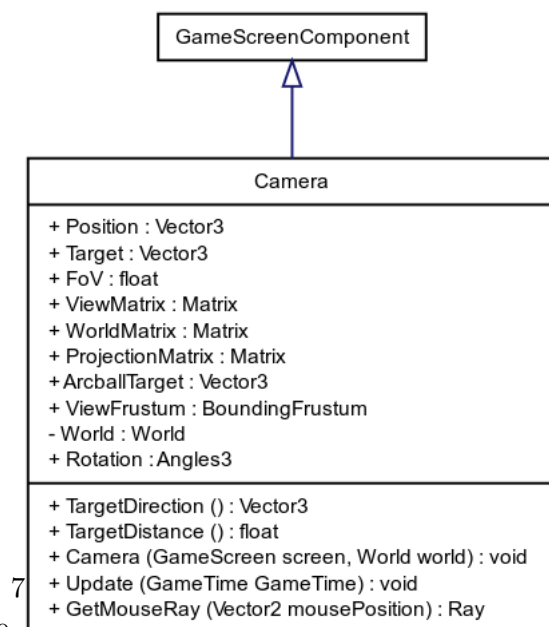 GameScreenComponent
Camera
+ Position : Vector3
+ Target : Vector3
+ FoV : float
+ ViewMatrix : Matrix
+ WorldMatrix : Matrix
+ ProjectionMatrix : Matrix
+ ArcballTarget : Vector3
+ ViewFrustum : BoundingFrustum
- World : World
+ Rotation : Angles3
+ TargetDirection () : Vector3
+ TargetDistance () : float
+ Camera (GameScreen screen, World world) : void
7 + Update (GameTime GameTime) : void
+ GetMouseRay (Vector2 mousePosition) : Ray